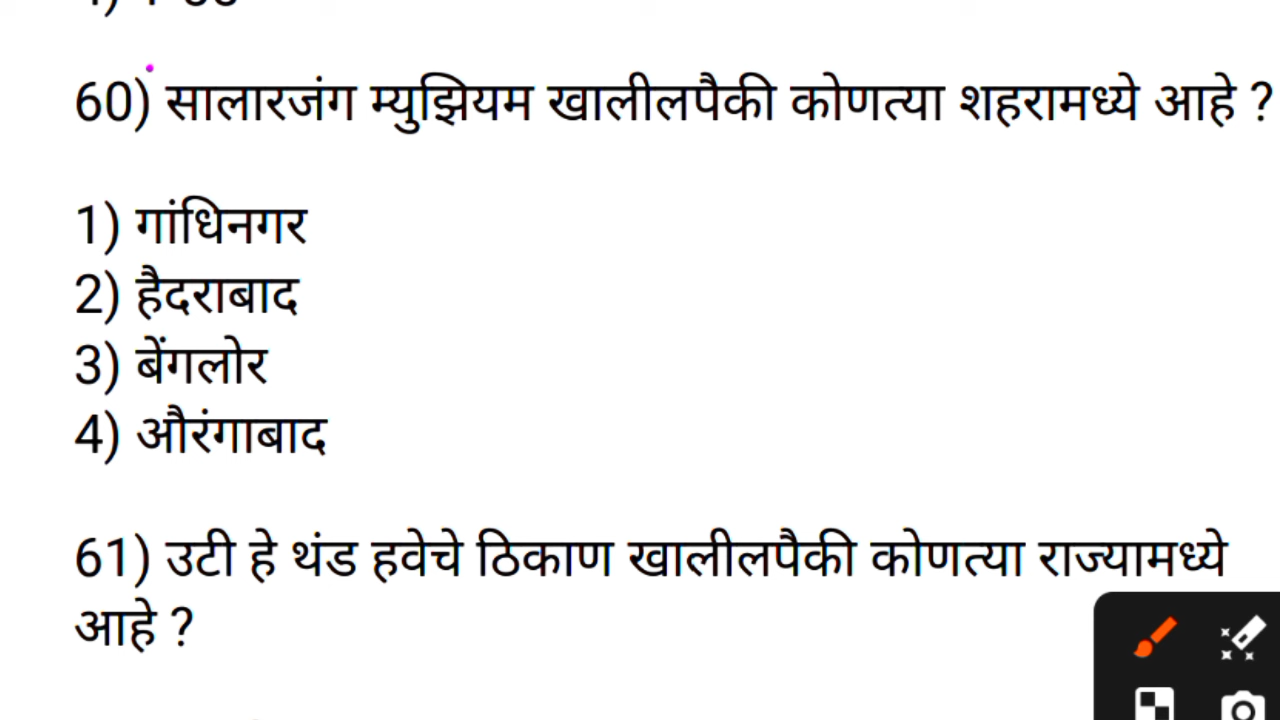 60) सालारजंग म्युझियम खालीलपैकी कोणत्या शहरामध्ये आहे ?
1) गांधिनगर
2) हैदराबाद
3) बेंगलोर
4) औरंगाबाद
61) उटी हे थंड हवेचे ठिकाण खालीलपैकी कोणत्या राज्यामध्ये
आहे ?